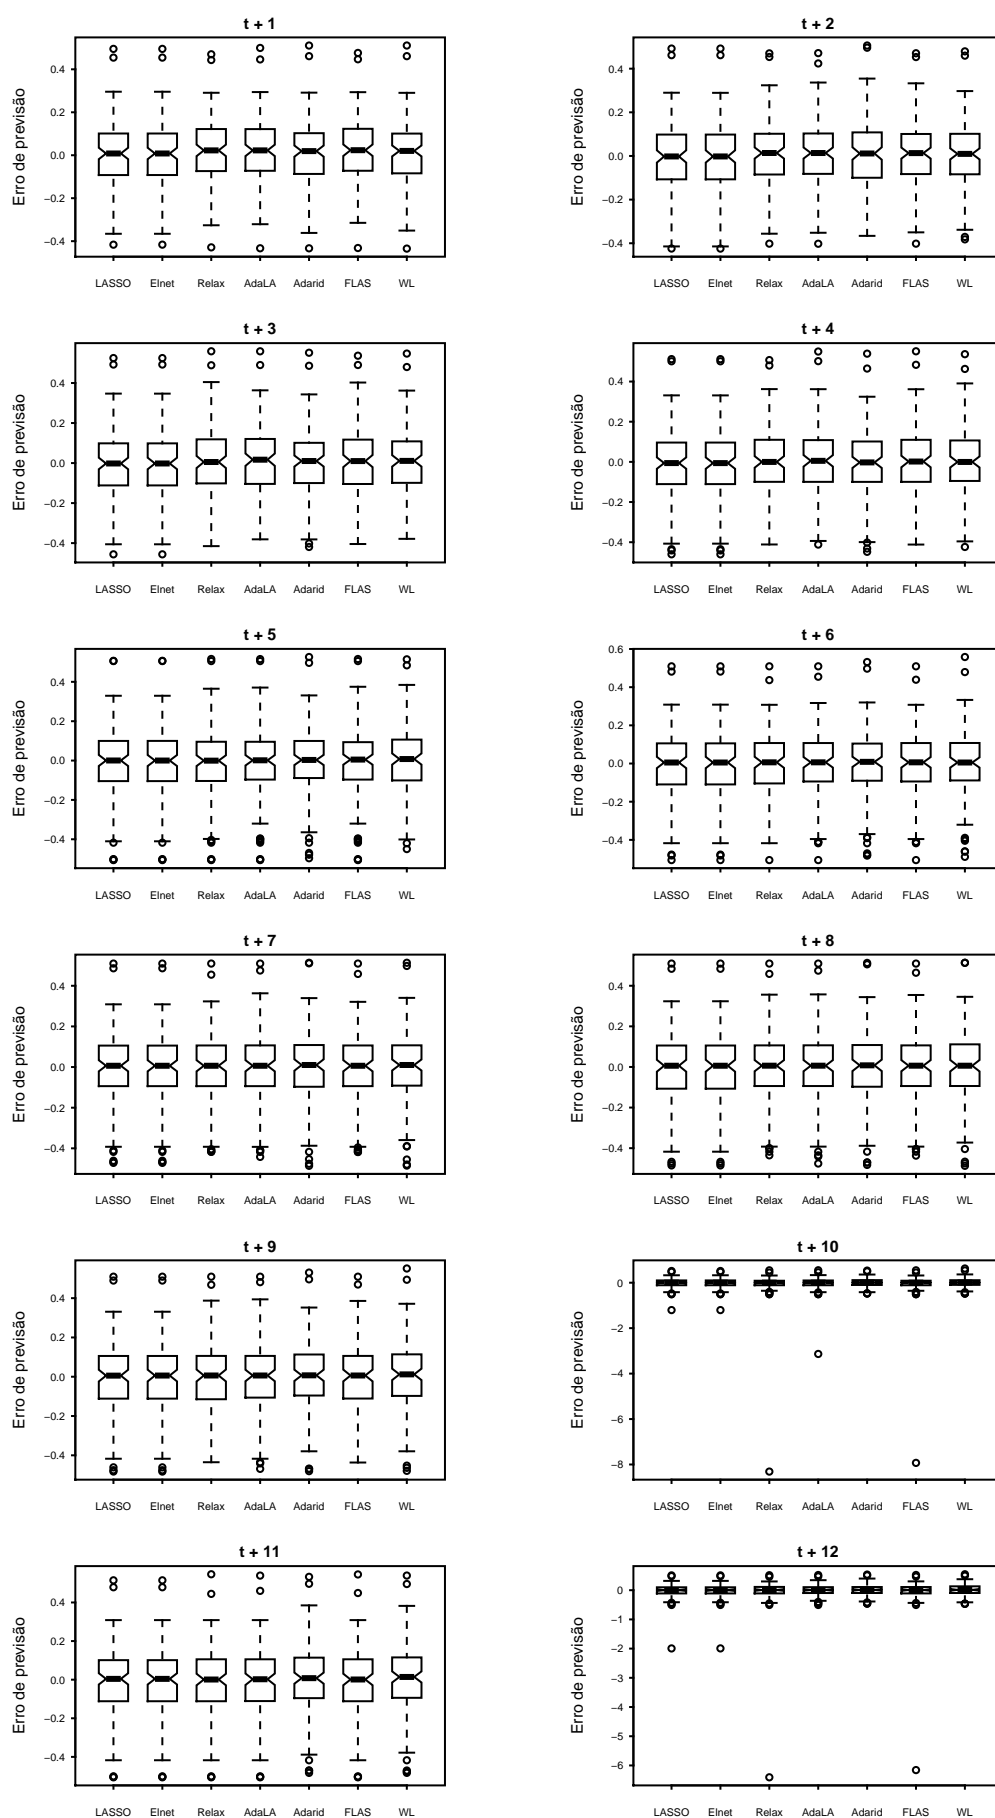 t + 1
Erro de previsão
0.4
0.2
0.0
−0.2
−0.4
LASSO Elnet Relax AdaLA Adarid FLAS WL
t + 2
Erro de previsão
0.4
0.2
0.0
−0.2
−0.4
LASSO Elnet Relax AdaLA Adarid FLAS WL
t + 3
Erro de previsão
0.4
0.2
0.0
−0.2
−0.4
LASSO Elnet Relax AdaLA Adarid FLAS WL
t + 4
Erro de previsão
0.4
0.2
0.0
−0.2
−0.4
LASSO Elnet Relax AdaLA Adarid FLAS WL
t + 5
Erro de previsão
0.4
0.2
0.0
−0.2
−0.4
LASSO Elnet Relax AdaLA Adarid FLAS WL
t + 6
Erro de previsão
0.6
0.4
0.2
0.0
−0.2
−0.4
LASSO Elnet Relax AdaLA Adarid FLAS WL
t + 7
Erro de previsão
0.4
0.2
0.0
−0.2
−0.4
LASSO Elnet Relax AdaLA Adarid FLAS WL
t + 8
Erro de previsão
0.4
0.2
0.0
−0.2
−0.4
LASSO Elnet Relax AdaLA Adarid FLAS WL
t + 9
Erro de previsão
0.4
0.2
0.0
−0.2
−0.4
LASSO Elnet Relax AdaLA Adarid FLAS WL
t + 10
Erro de previsão
0
−2
−4
−6
−8
LASSO Elnet Relax AdaLA Adarid FLAS WL
t + 11
Erro de previsão
0.4
0.2
0.0
−0.2
−0.4
LASSO Elnet Relax AdaLA Adarid FLAS WL
t + 12
Erro de previsão
0
−1
−2
−3
−4
−5
−6
LASSO Elnet Relax AdaLA Adarid FLAS WL